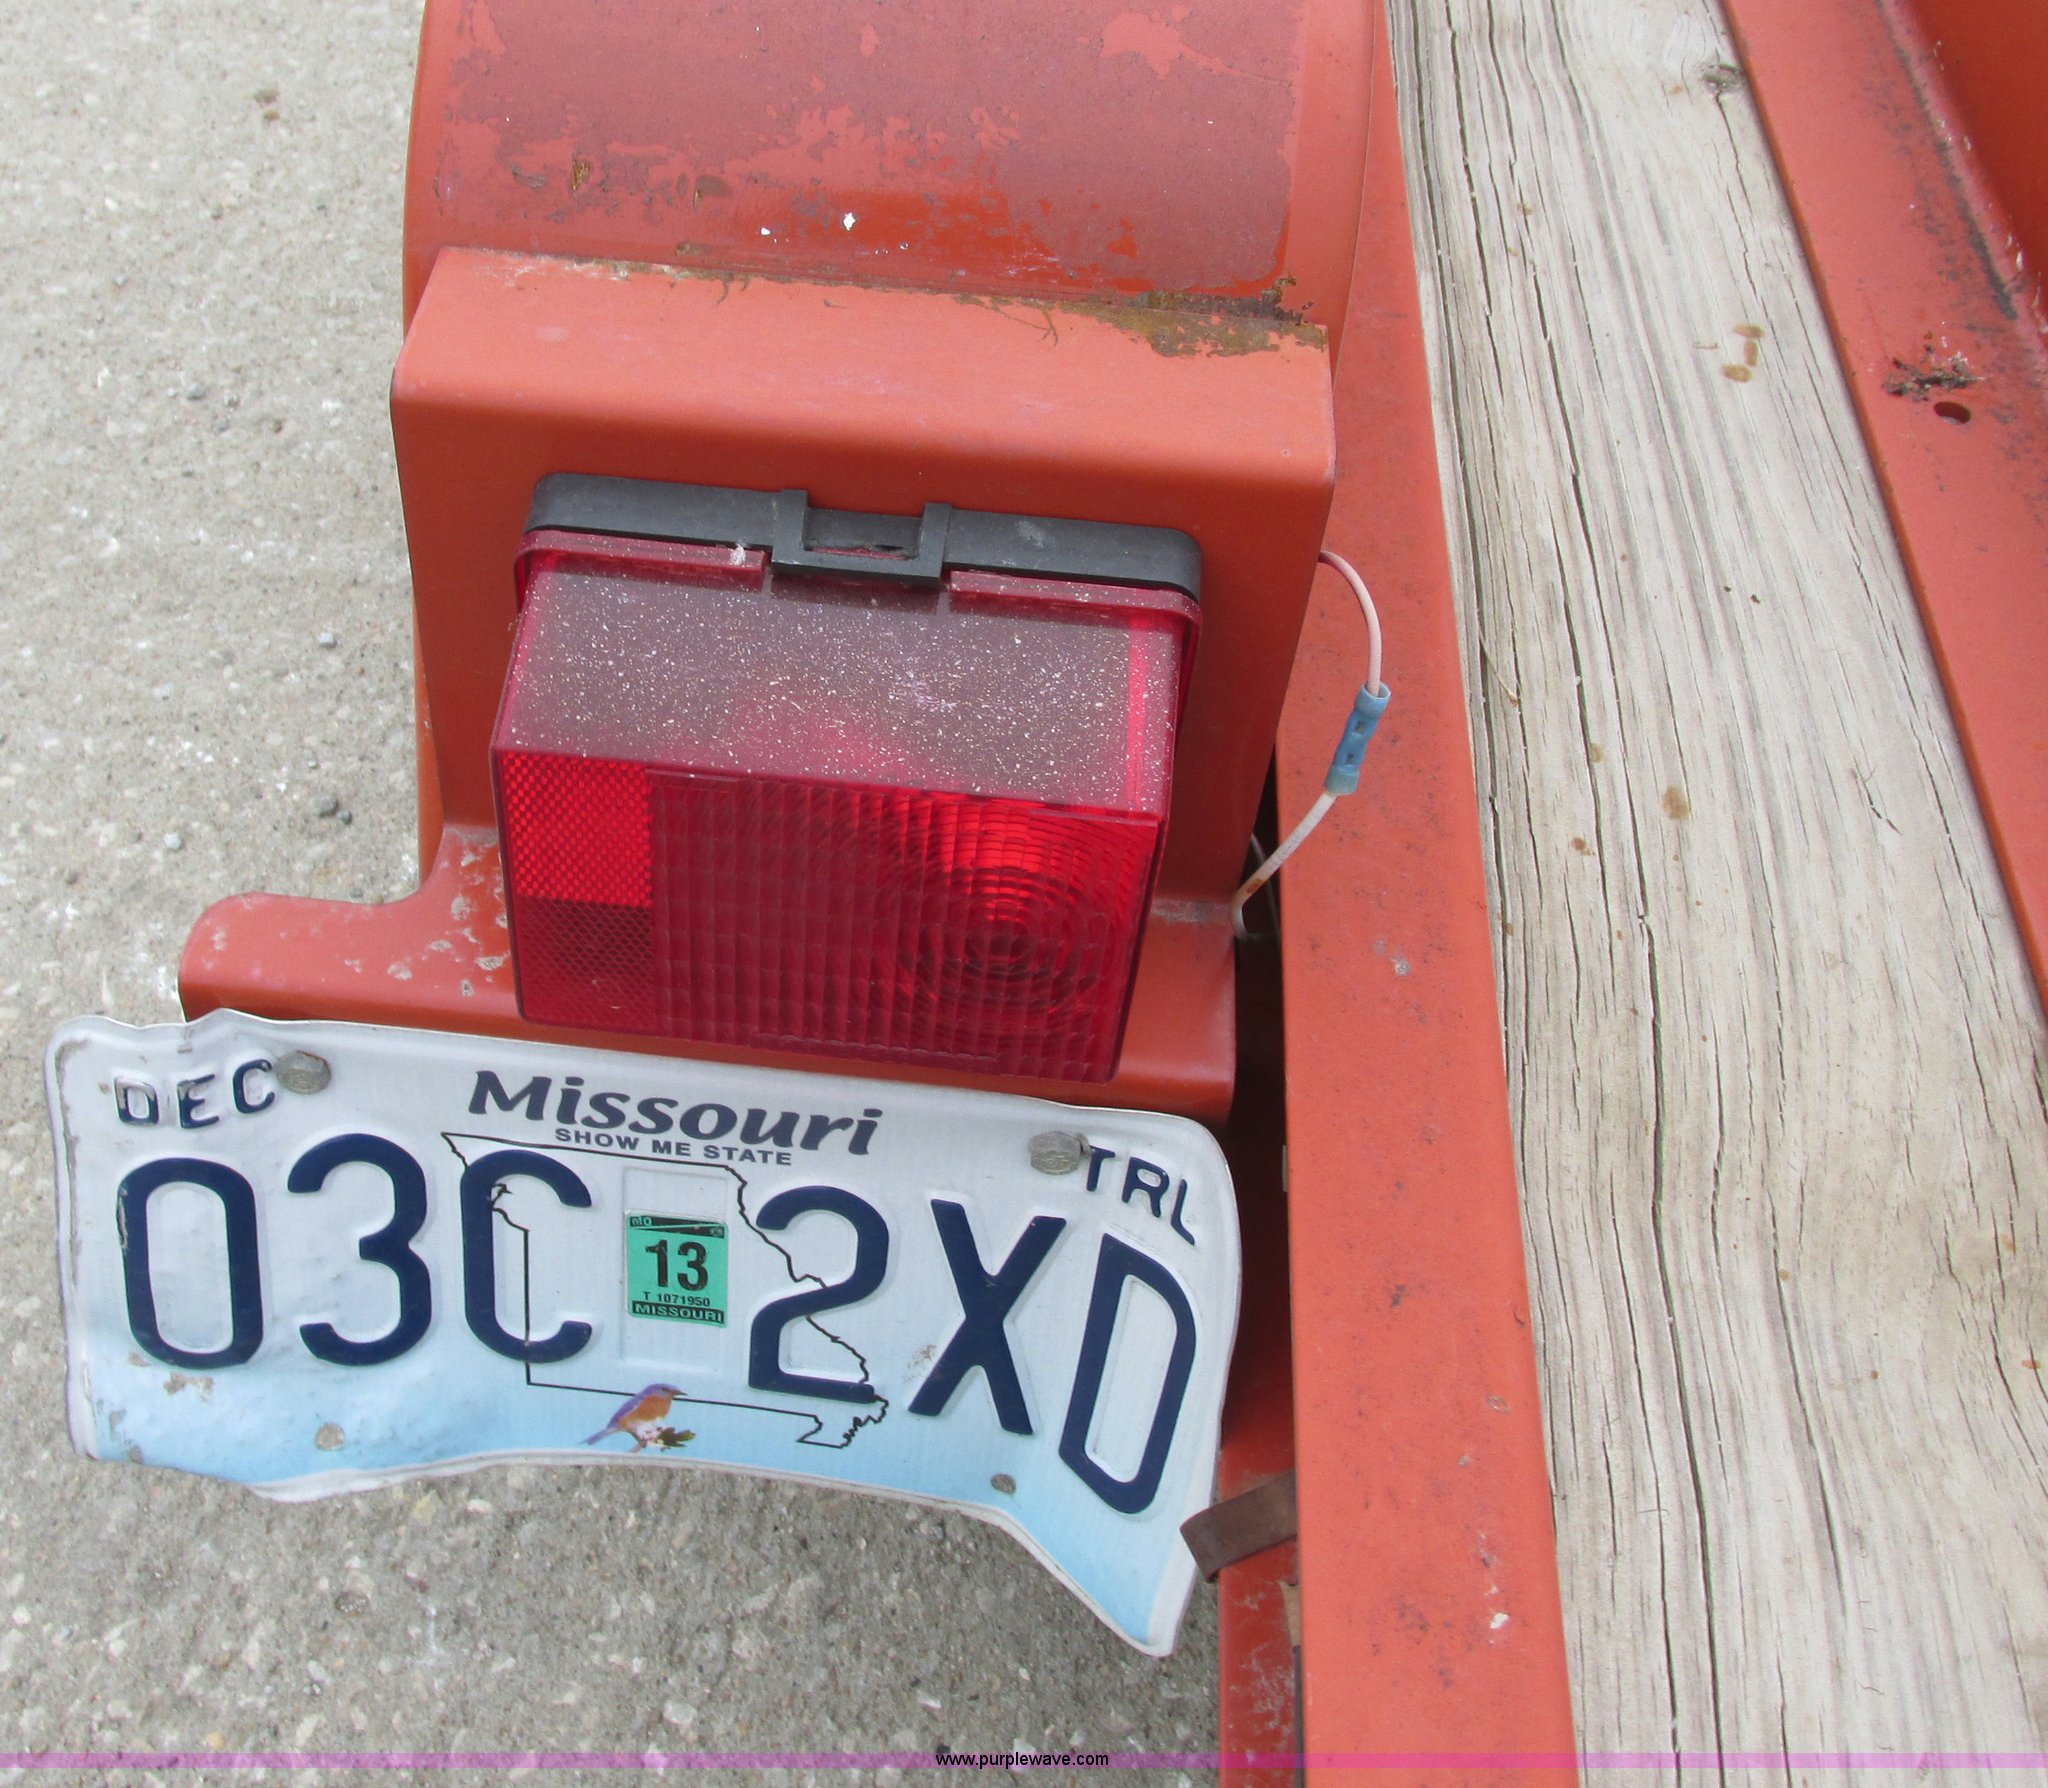 DEC
Missouri
SHOW ME STATE
TRL
03C 2XD
MO
13
T 1071950
MISSOURI
www.purplewave.com